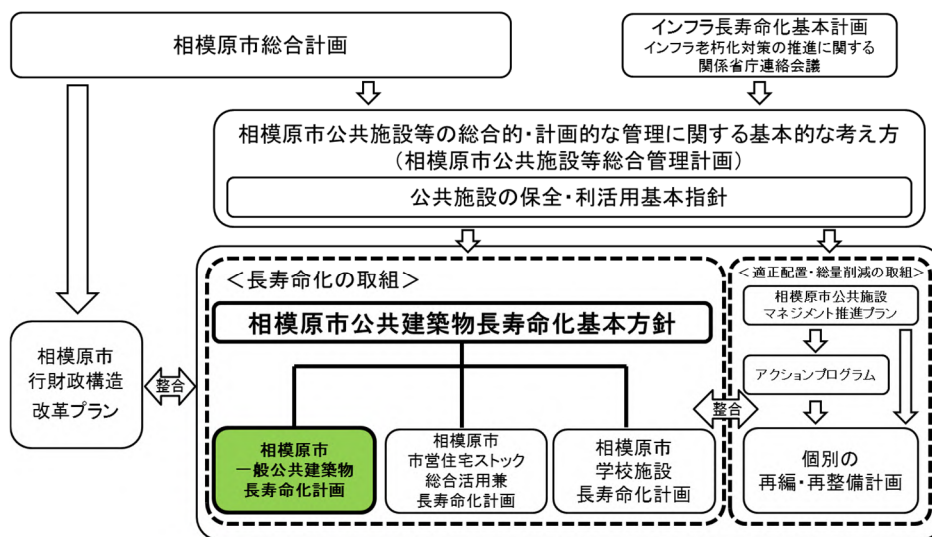 相模原市総合計画
インフラ長寿命化基本計画
インフラ老朽化対策の推進に関する
関係省庁連絡会議
相模原市公共施設等の総合的・計画的な管理に関する基本的な考え方
（相模原市公共施設等総合管理計画）
公共施設の保全・利活用基本指針
＜長寿命化の取組＞
相模原市公共建築物長寿命化基本方針
＜適正配置・総量削減の取組＞
相模原市公共施設
マネジメント推進プラン
アクションプログラム
相模原市
行財政構造
改革プラン
整合
整合
相模原市
一般公共建築物
長寿命化計画
相模原市
市営住宅ストック
総合活用兼
長寿命化計画
相模原市
学校施設
長寿命化計画
個別の
再編・再整備計画